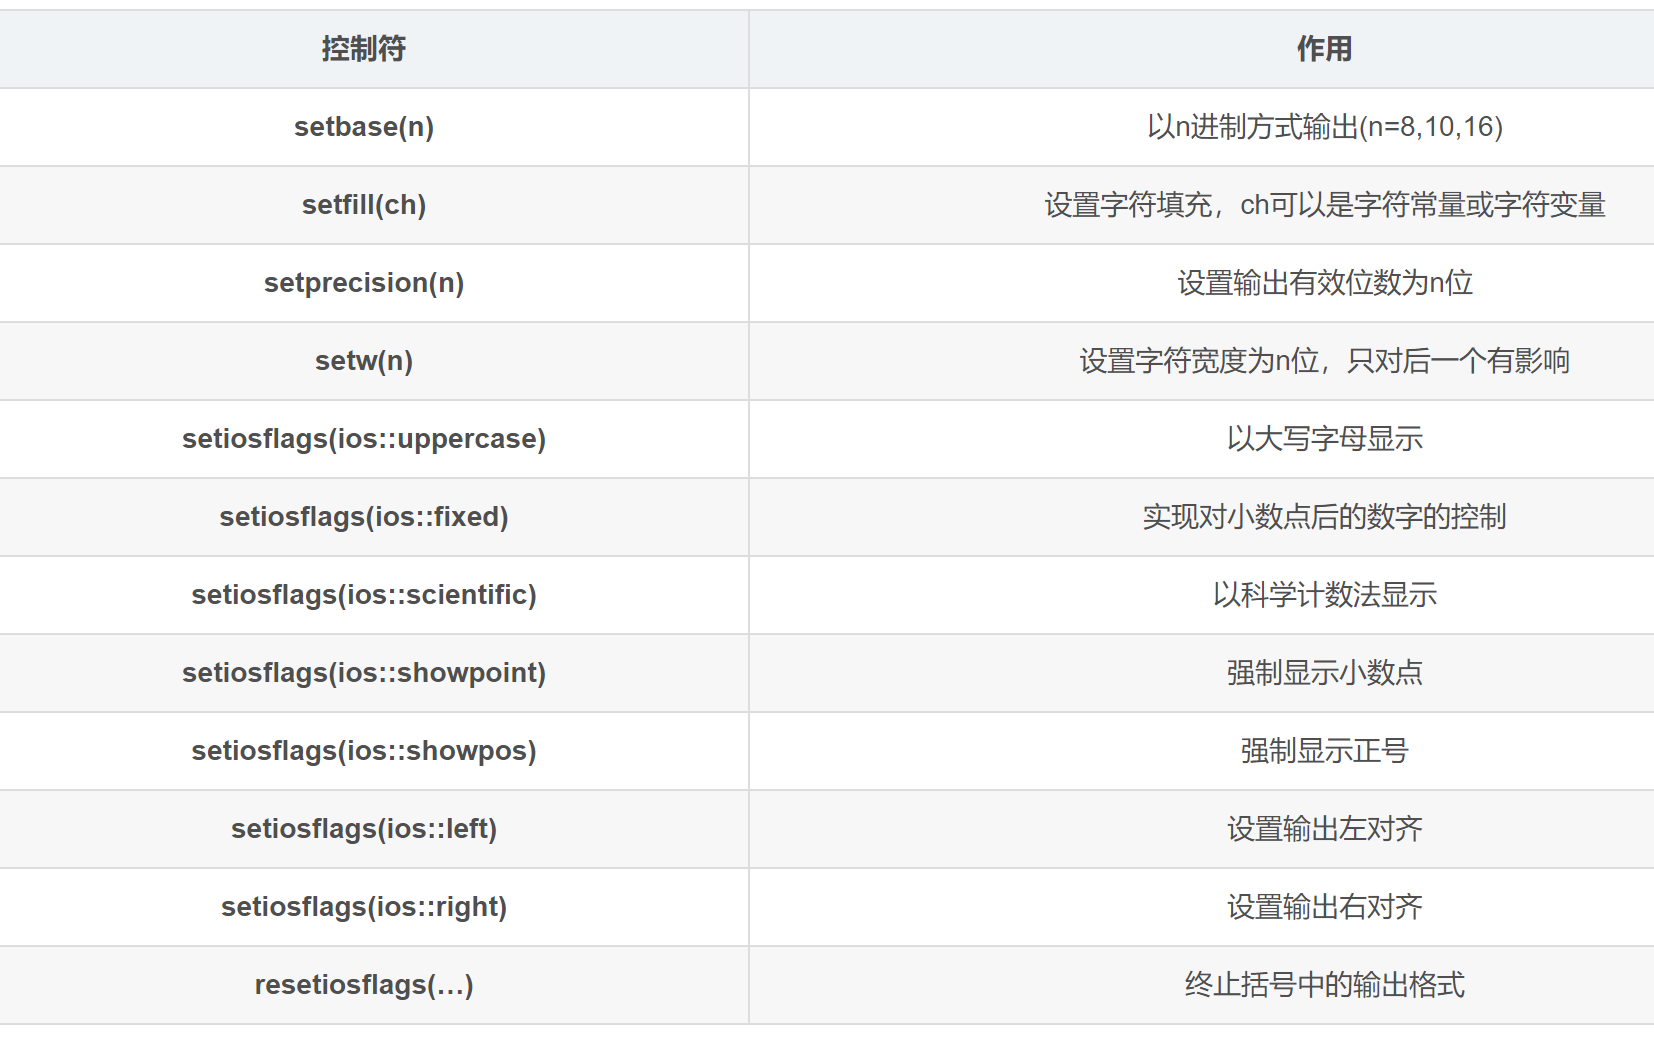 控制符 作用
setbase(n) 以n进制方式输出(n=8,10,16)
setfill(ch) 设置字符填充，ch可以是字符常量或字符变量
setprecision(n) 设置输出有效位数为n位
setw(n) 设置字符宽度为n位，只对后一个有影响
setiosflags(ios::uppercase) 以大写字母显示
setiosflags(ios::fixed) 实现对小数点后的数字的控制
setiosflags(ios::scientific) 以科学计数法显示
setiosflags(ios::showpoint) 强制显示小数点
setiosflags(ios::showpos) 强制显示正号
setiosflags(ios::left) 设置输出左对齐
setiosflags(ios::right) 设置输出右对齐
resetiosflags(…) 终止括号中的输出格式